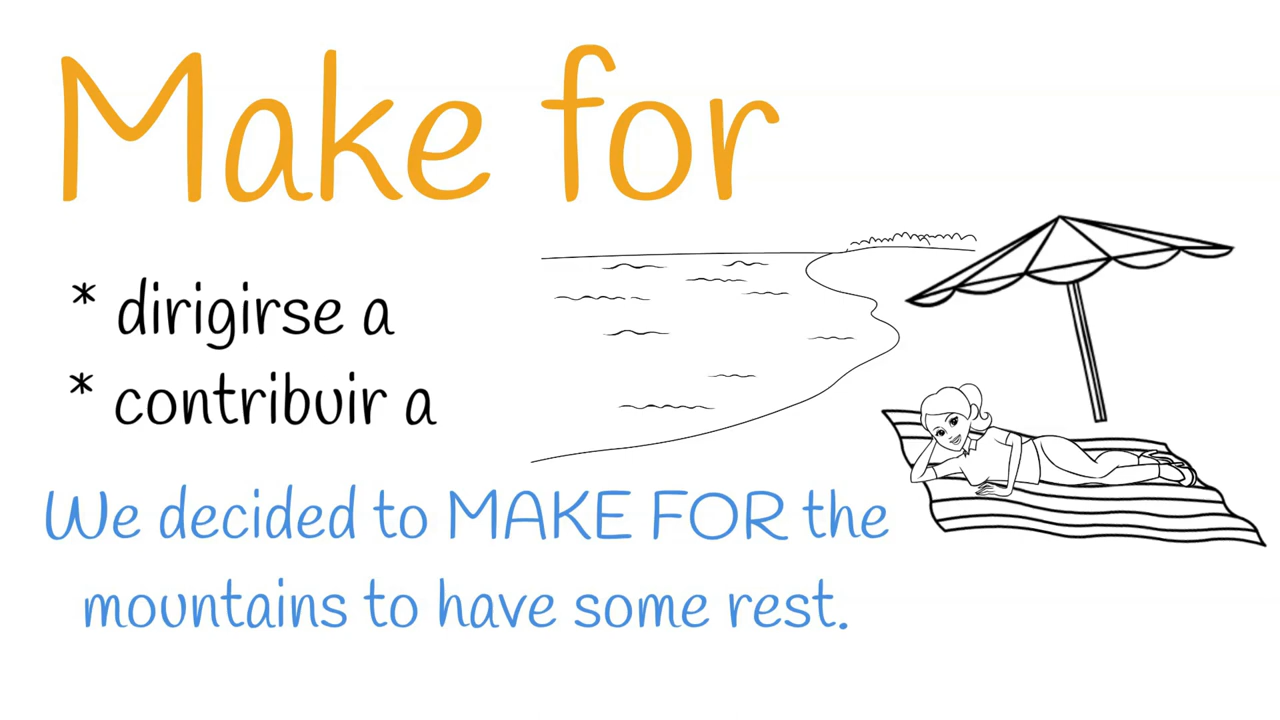 Make for
* dirigirse a
* contribuir a
We decided to MAKE FOR the
mountains to have some rest.